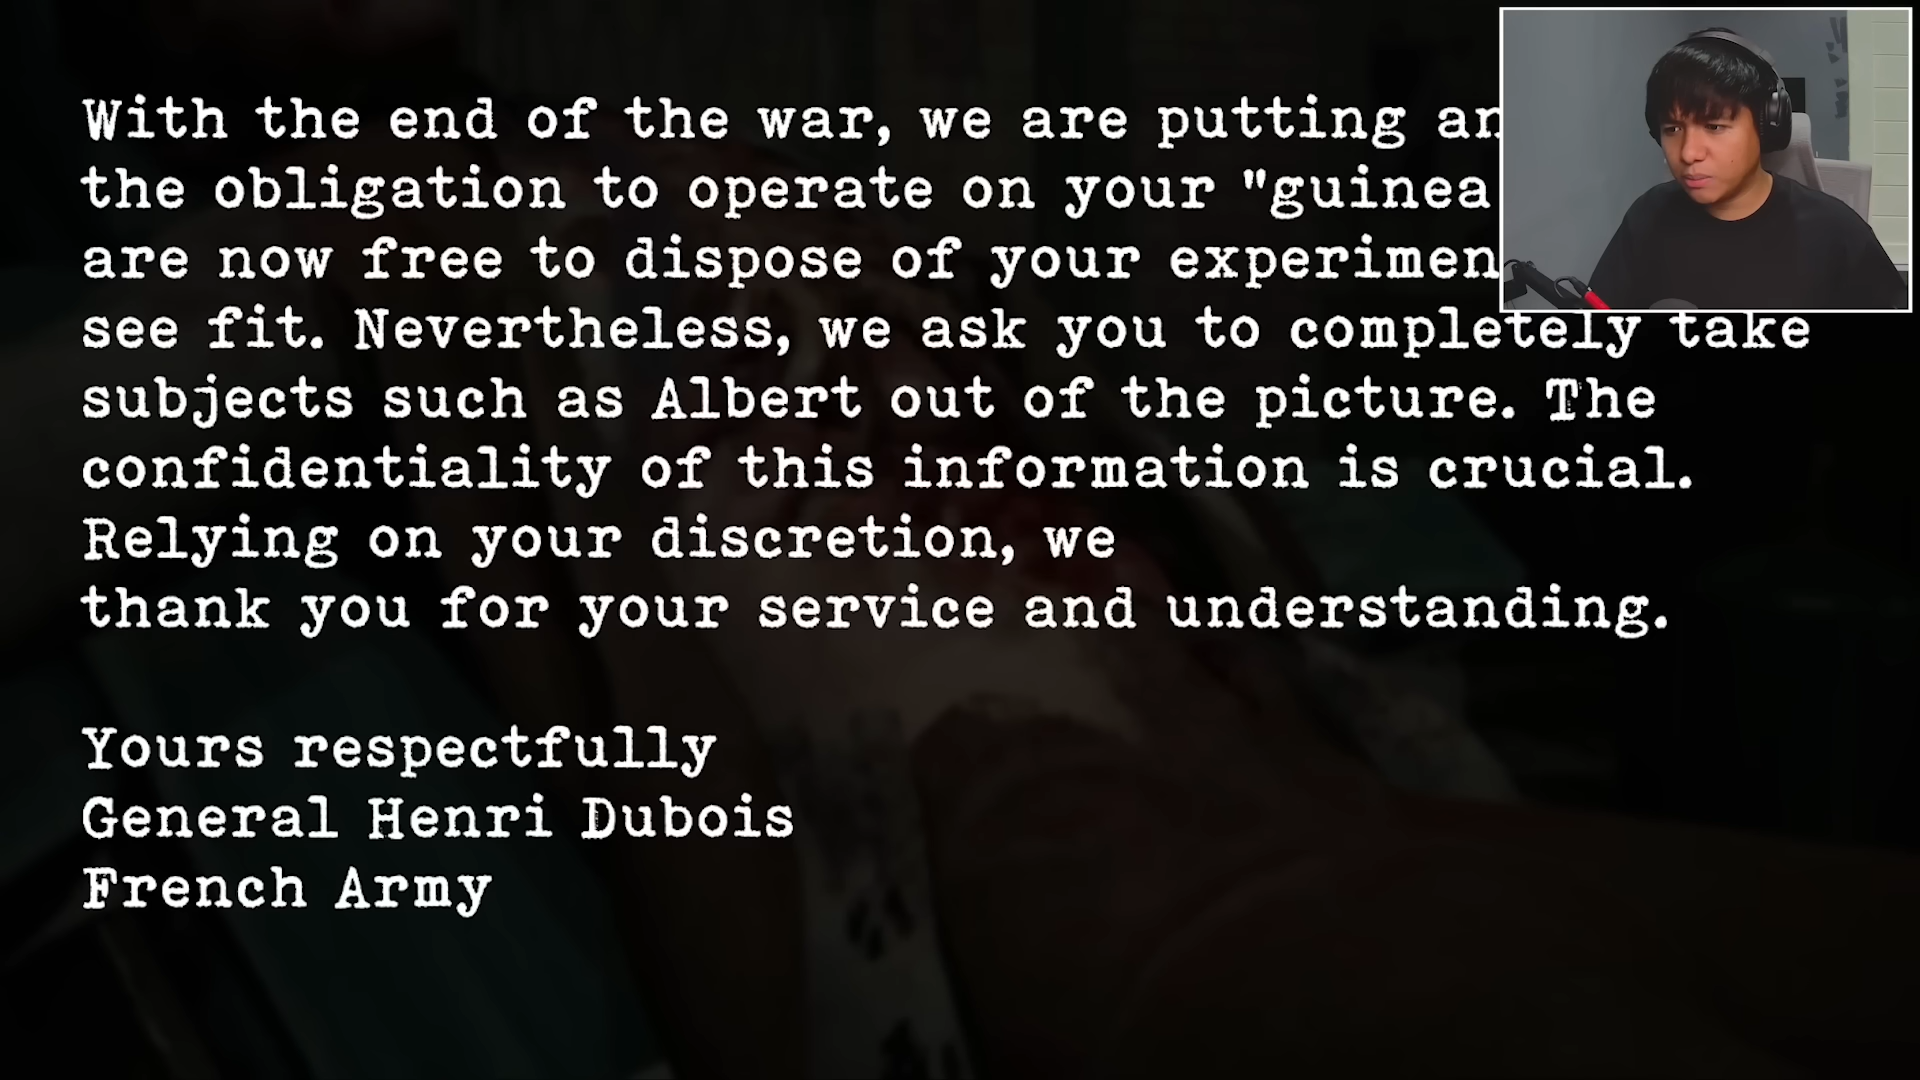 With the end of the war, we are putting an
the obligation to operate on your "guinea
are now free to dispose of your experimen
see fit. Nevertheless, we ask you to completely take
subjects such as Albert out of the picture. The
confidentiality of this information is crucial.
Relying on your discretion, we
thank you for your service and understanding.
Yours respectfully
General Henri Dubois
French Army